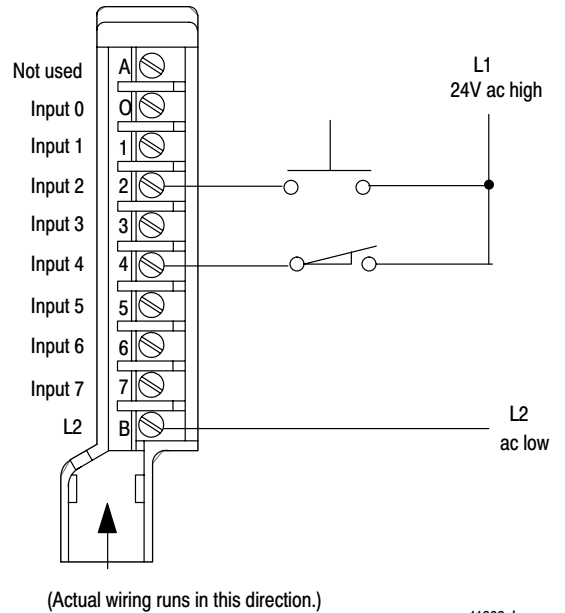 Not used A
Input 0 O
Input 1 1
Input 2 2
Input 3 3
Input 4 4
Input 5 5
Input 6 6
Input 7 7
L2 B
L1
24V ac high
L2
ac low
(Actual wiring runs in this direction.)